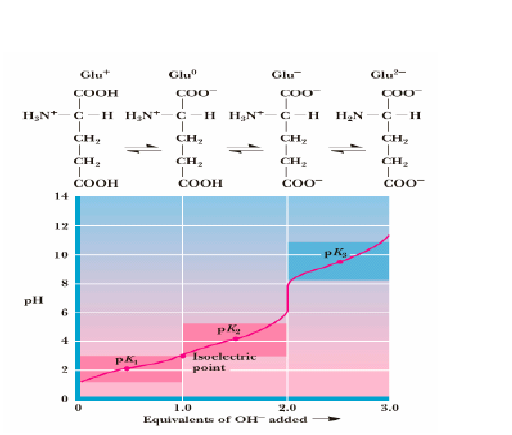 Glu⁺ Glu⁰ Glu⁻ Glu²⁻
COOH COO⁻ COO⁻ COO⁻
H₃N⁺—C—H H₃N⁺—C—H H₃N⁺—C—H H₂N—C—H
CH₂ CH₂ CH₂ CH₂
CH₂ CH₂ CH₂ CH₂
COOH COOH COO⁻ COO⁻
14
12
10
8
6
4
2
0
pH
pK₃
pK₂
pK₁
Isoelectric
point
0 1.0 2.0 3.0
Equivalents of OH⁻ added